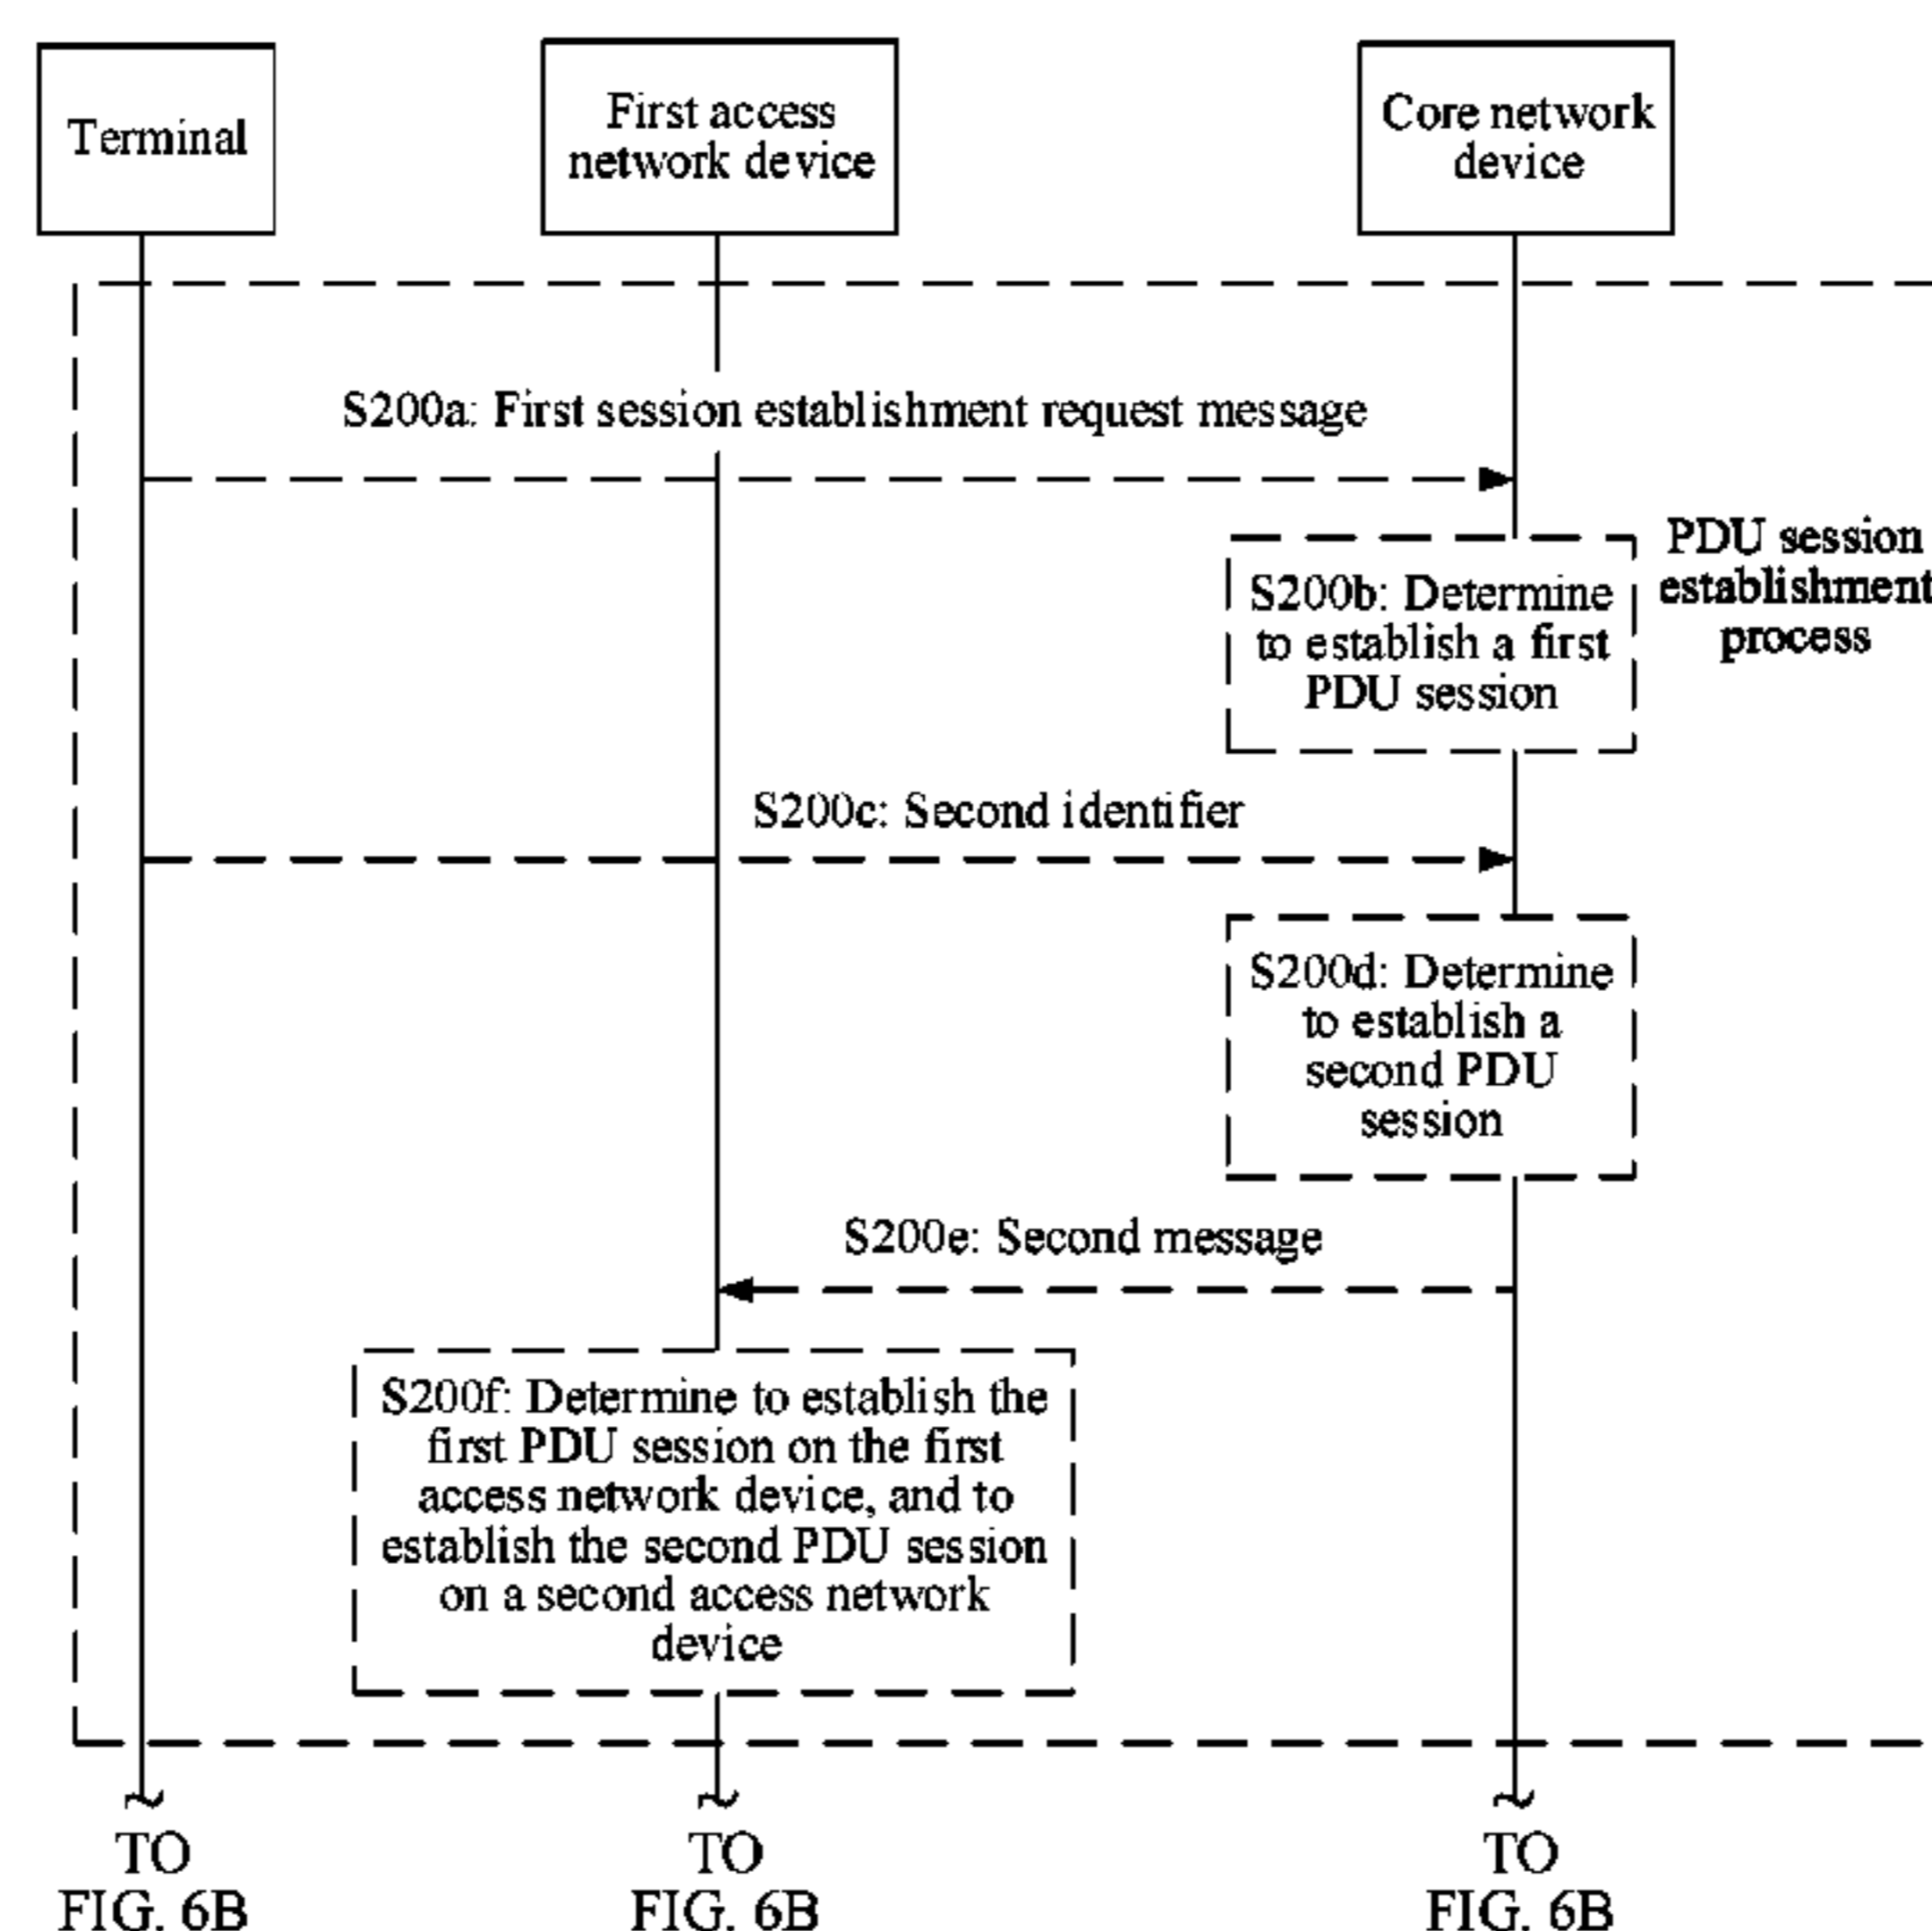 Terminal
First access
network device
Core network
device
S200a: First session establishment request message
PDU session
establishment
process
S200b: Determine
to establish a first
PDU session
S200c: Second identifier
S200d: Determine
to establish a
second PDU
session
S200e: Second message
S200f: Determine to establish the
first PDU session on the first
access network device, and to
establish the second PDU session
on a second access network
device
TO
FIG. 6B
TO
FIG. 6B
TO
FIG. 6B